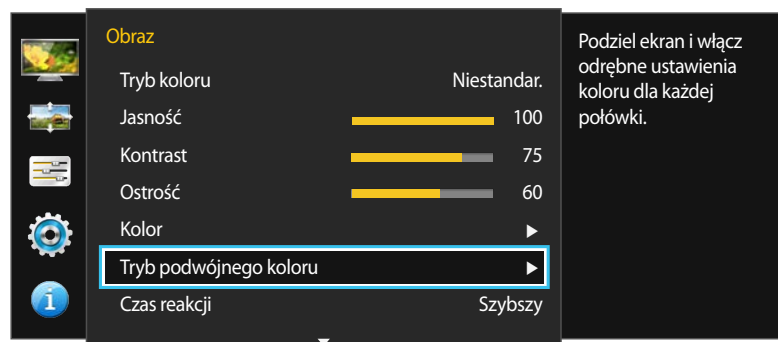 Obraz
Tryb koloru Niestandar.
Jasność 100
Kontrast 75
Ostrość 60
Kolor
Tryb podwójnego koloru
Czas reakcji Szybszy
Podziel ekran i włącz
odrębne ustawienia
koloru dla każdej
połówki.